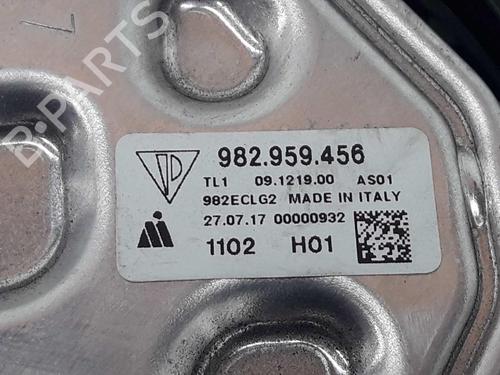 982.959.456
TL1 09.1219.00 AS01
982ECLG2 MADE IN ITALY
27.07.17 00000932
1102 H01
B-PARTS